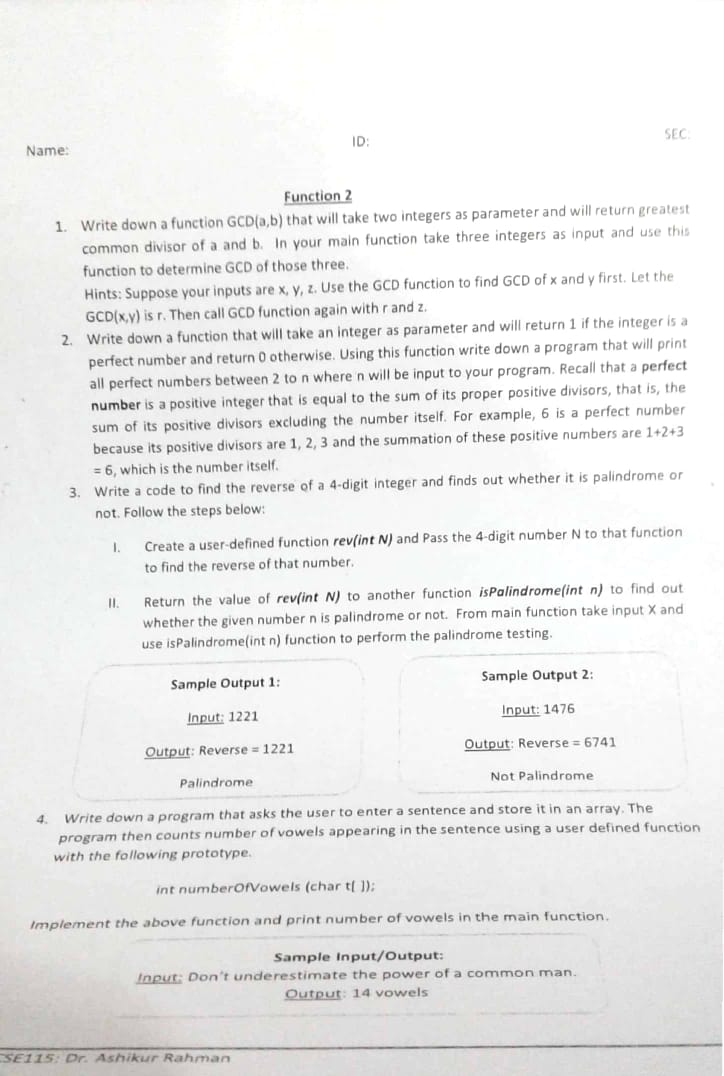 Name:
ID:
SEC:
Function 2
1. Write down a function GCD(a,b) that will take two integers as parameter and will return greatest
common divisor of a and b. In your main function take three integers as input and use this
function to determine GCD of those three.
Hints: Suppose your inputs are x, y, z. Use the GCD function to find GCD of x and y first. Let the
GCD(x,y) is r. Then call GCD function again with r and z.
2. Write down a function that will take an integer as parameter and will return 1 if the integer is a
perfect number and return 0 otherwise. Using this function write down a program that will print
all perfect numbers between 2 to n where n will be input to your program. Recall that a perfect
number is a positive integer that is equal to the sum of its proper positive divisors, that is, the
sum of its positive divisors excluding the number itself. For example, 6 is a perfect number
because its positive divisors are 1, 2, 3 and the summation of these positive numbers are 1+2+3
= 6, which is the number itself.
3. Write a code to find the reverse of a 4-digit integer and finds out whether it is palindrome or
not. Follow the steps below:
I. Create a user-defined function rev(int N) and Pass the 4-digit number N to that function
to find the reverse of that number.
II. Return the value of rev(int N) to another function isPalindrome(int n) to find out
whether the given number n is palindrome or not. From main function take input X and
use isPalindrome(int n) function to perform the palindrome testing.
Sample Output 1:
Input: 1221
Output: Reverse = 1221
Palindrome
Sample Output 2:
Input: 1476
Output: Reverse = 6741
Not Palindrome
4. Write down a program that asks the user to enter a sentence and store it in an array. The
program then counts number of vowels appearing in the sentence using a user defined function
with the following prototype.
int numberOfVowels (char t[ ]);
Implement the above function and print number of vowels in the main function.
Sample Input/Output:
Input: Don't underestimate the power of a common man.
Output: 14 vowels
CSE115: Dr. Ashikur Rahman